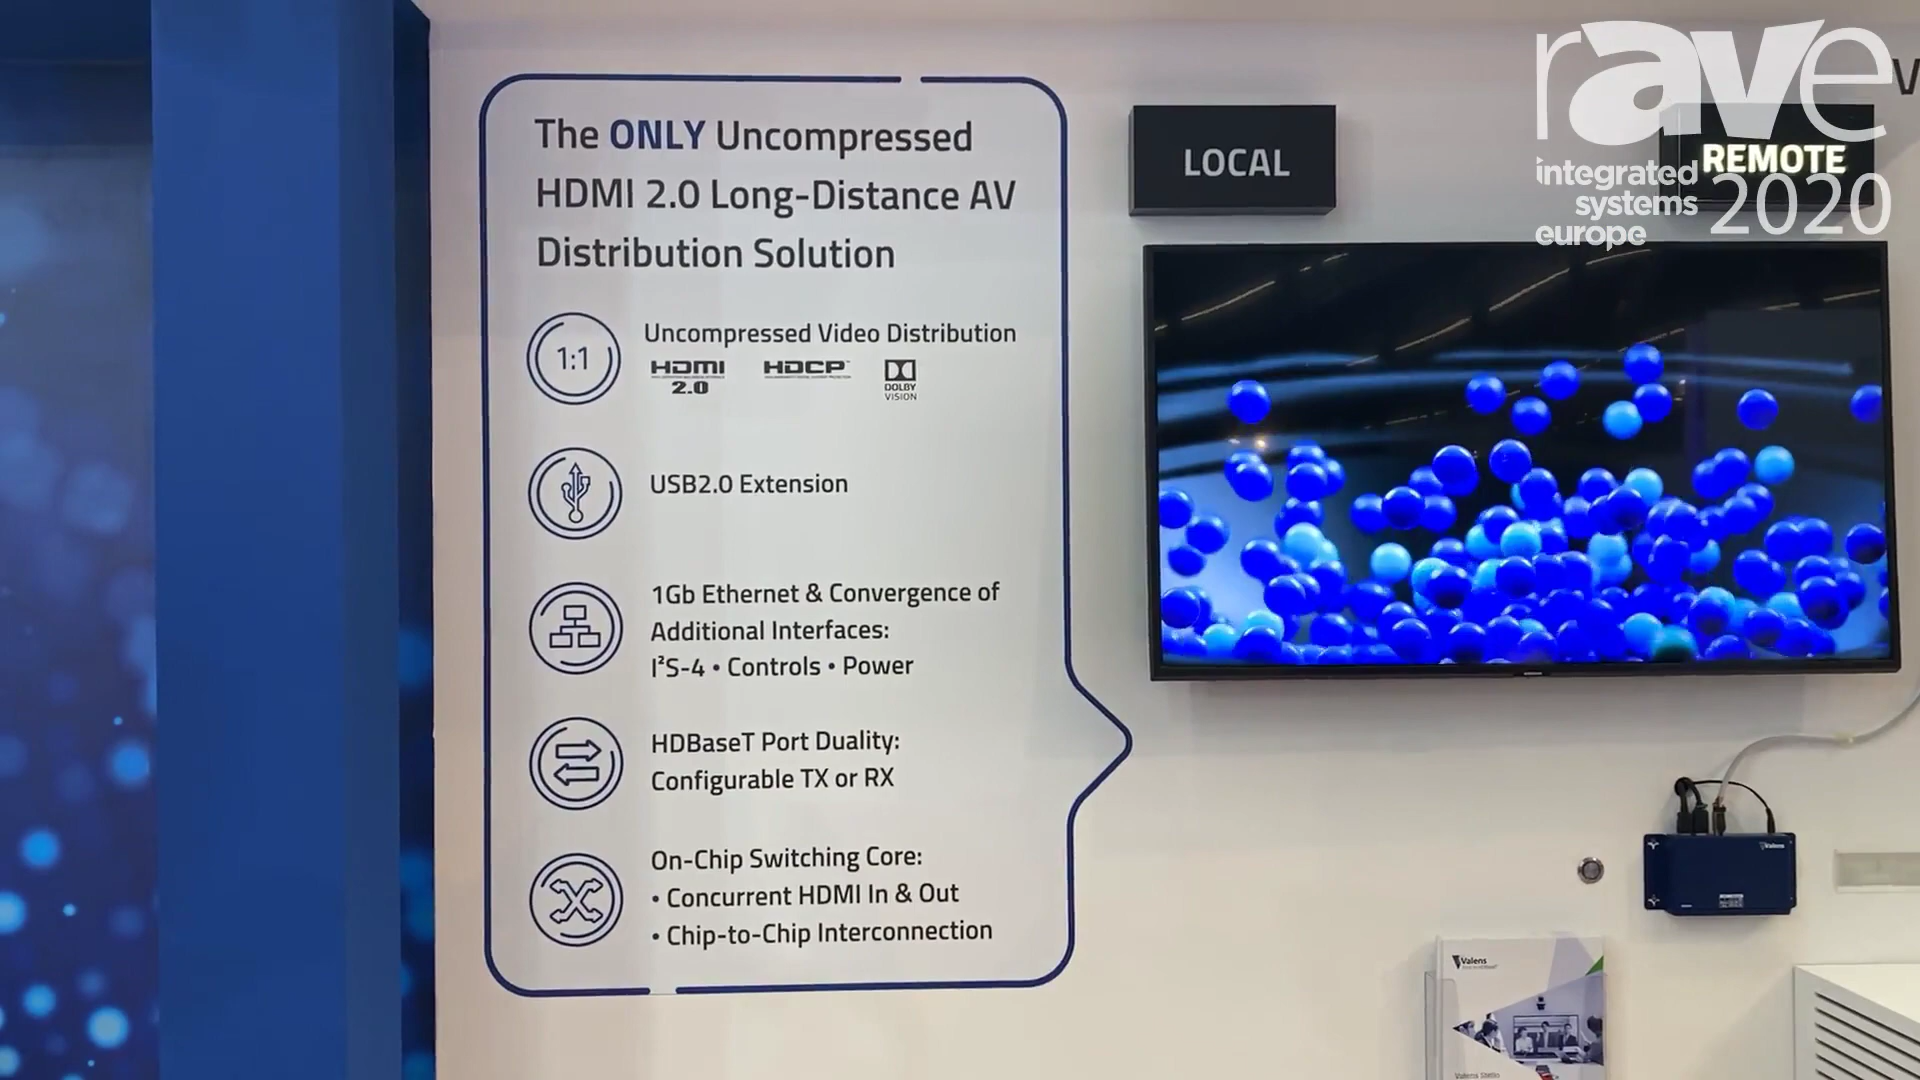 The ONLY Uncompressed
HDMI 2.0 Long-Distance AV
Distribution Solution
1:1
Uncompressed Video Distribution
HDMI 2.0
HDCP
DOLBY
VISION
USB2.0 Extension
1Gb Ethernet & Convergence of
Additional Interfaces:
I²S-4 • Controls • Power
HDBaseT Port Duality:
Configurable TX or RX
On-Chip Switching Core:
• Concurrent HDMI In & Out
• Chip-to-Chip Interconnection
LOCAL
REMOTE
rave
integrated
systems
europe
2020
V
Valens
Valens